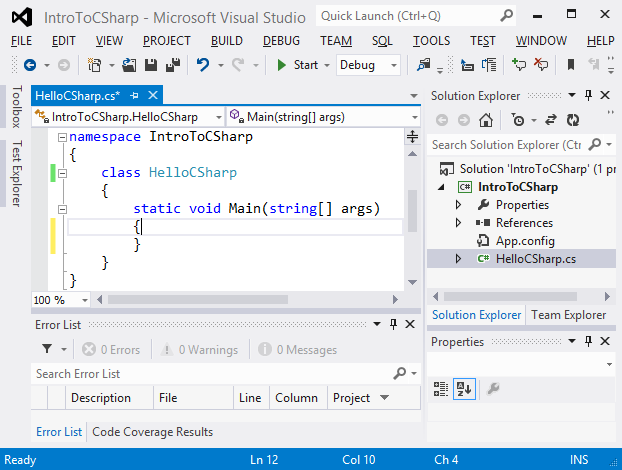 IntroToCSharp - Microsoft Visual Studio
Quick Launch (Ctrl+Q)
FILE EDIT VIEW PROJECT BUILD DEBUG TEAM SQL TOOLS TEST WINDOW HELP
Start Debug
Toolbox
Test Explorer
HelloCSharp.cs*
IntroToCSharp.HelloCSharp Main(string[] args)
namespace IntroToCSharp
{
class HelloCSharp
{
static void Main(string[] args)
{
}
}
}
100 %
Error List
0 Errors 0 Warnings 0 Messages
Search Error List
Description File Line Column Project
Error List Code Coverage Results
Solution Explorer
Search Solution Explorer (Ctrl
Solution 'IntroToCSharp' (1 pr
IntroToCSharp
Properties
References
App.config
HelloCSharp.cs
Solution Explorer Team Explorer
Properties
Ready Ln 12 Col 10 Ch 4 INS